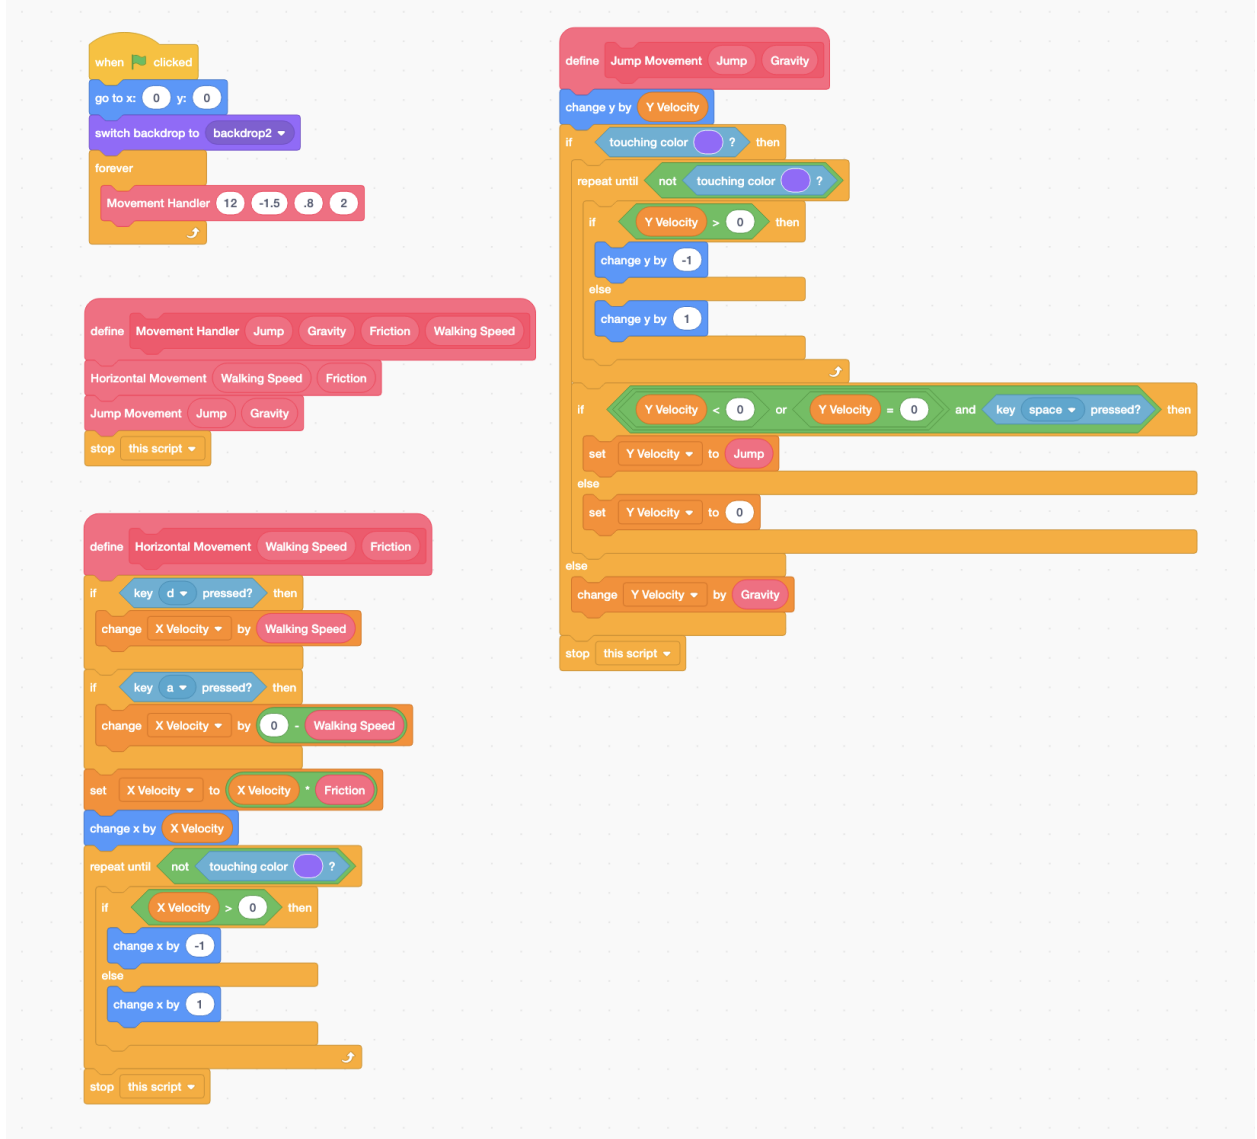 when clicked
go to x: 0 y: 0
switch backdrop to backdrop2
forever
Movement Handler 12 -1.5 .8 2
define Movement Handler Jump Gravity Friction Walking Speed
Horizontal Movement Walking Speed Friction
Jump Movement Jump Gravity
stop this script
define Horizontal Movement Walking Speed Friction
if key d pressed? then
change X Velocity by Walking Speed
if key a pressed? then
change X Velocity by 0 - Walking Speed
set X Velocity to X Velocity * Friction
change x by X Velocity
repeat until not touching color ?
if X Velocity > 0 then
change x by -1
else
change x by 1
stop this script
define Jump Movement Jump Gravity
change y by Y Velocity
if touching color ? then
repeat until not touching color ?
if Y Velocity > 0 then
change y by -1
else
change y by 1
if Y Velocity < 0 or Y Velocity = 0 and key space pressed? then
set Y Velocity to Jump
else
set Y Velocity to 0
else
change Y Velocity by Gravity
stop this script